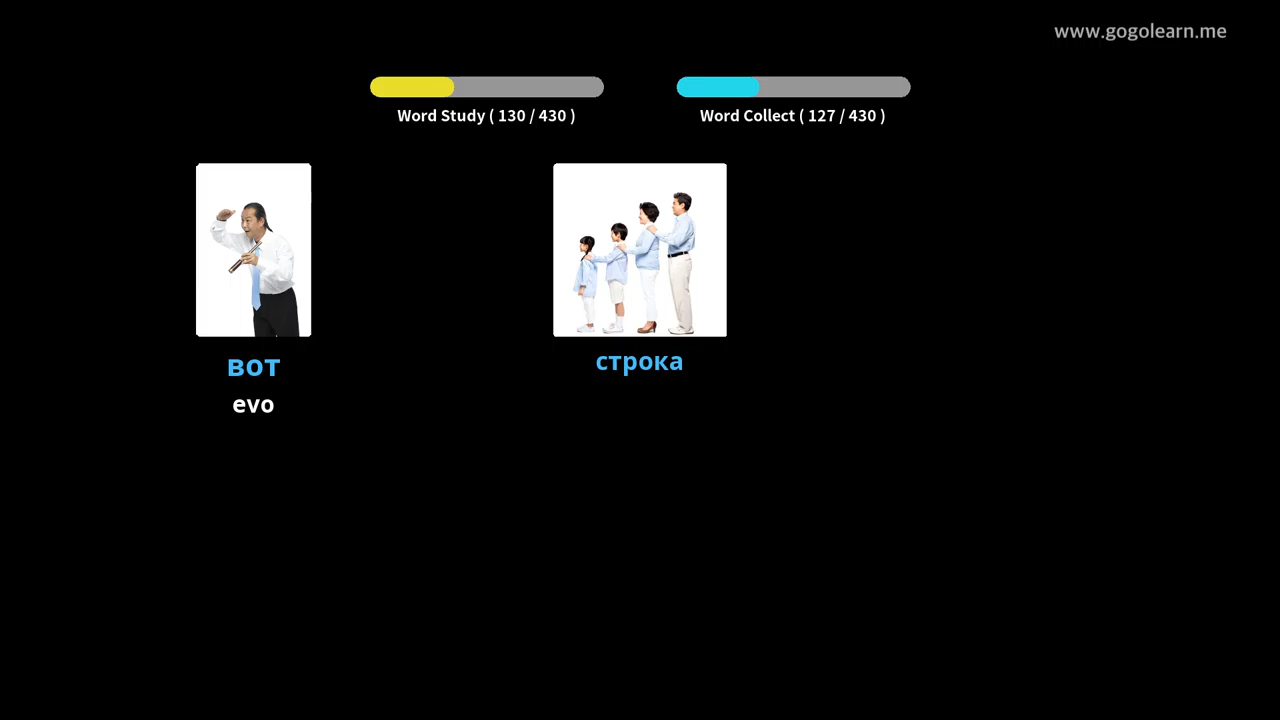 www.gogolearn.me
Word Study ( 130 / 430 )
Word Collect ( 127 / 430 )
вот
evo
строка